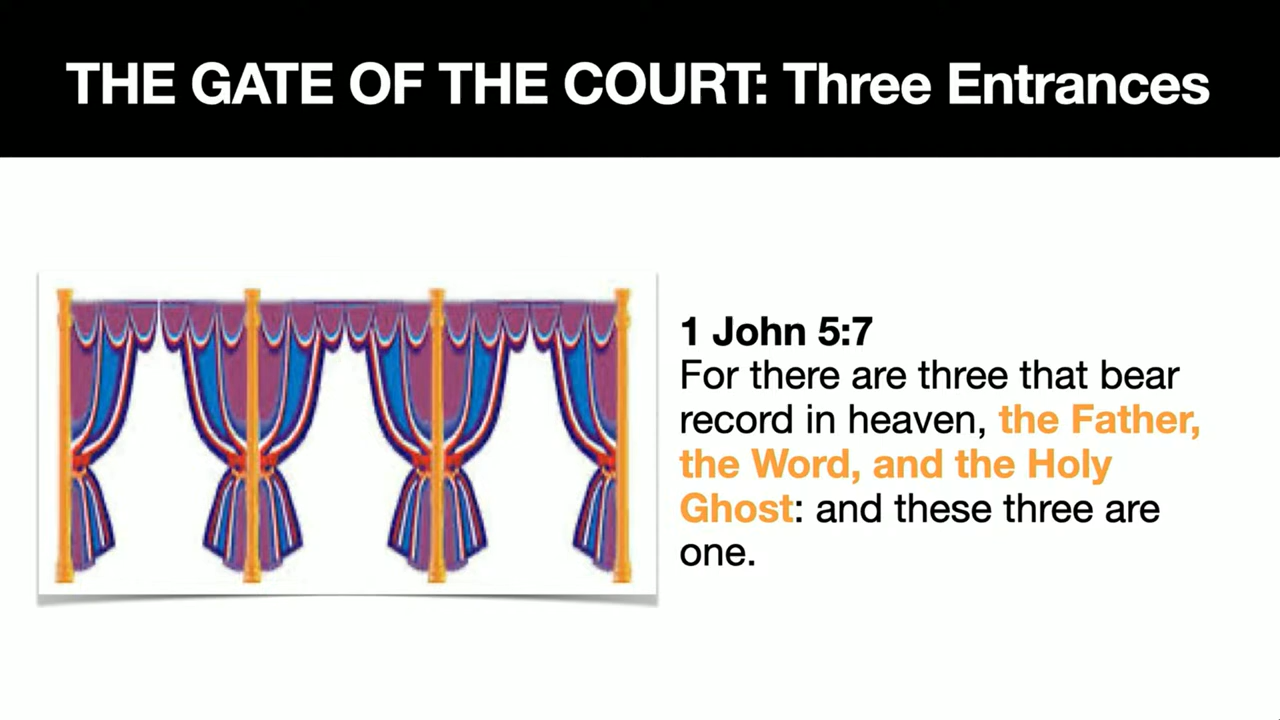 THE GATE OF THE COURT: Three Entrances
1 John 5:7
For there are three that bear
record in heaven, the Father,
the Word, and the Holy
Ghost: and these three are
one.